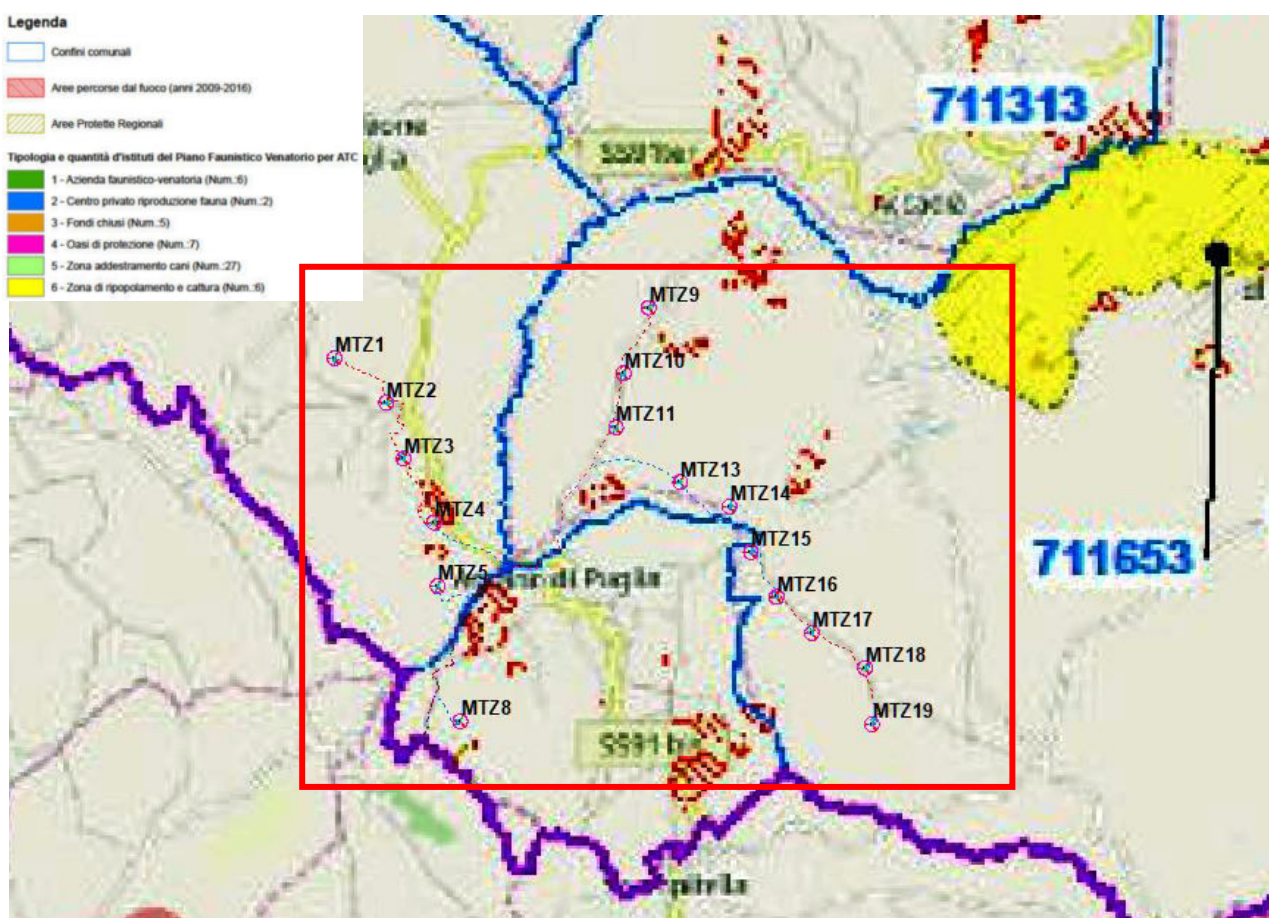 Legenda
Confini comunali
Aree percorse dal fuoco (anni 2009-2016)
Aree Protette Regionali
Tipologia e quantità d'istituti del Piano Faunistico Venatorio per ATC
1 - Azienda faunistico-venatoria (Num.:6)
2 - Centro privato riproduzione fauna (Num.:2)
3 - Fondi chiusi (Num.:5)
4 - Oasi di protezione (Num.:7)
5 - Zona addestramento cani (Num.:27)
6 - Zona di ripopolamento e cattura (Num.:6)
711313
MTZ9
MTZ1
MTZ10
MTZ2
MTZ11
MTZ3
MTZ13
MTZ14
MTZ4
MTZ15
711653
MTZ5
di Puglia
MTZ16
MTZ17
MTZ18
MTZ8
MTZ19
SS91 bis